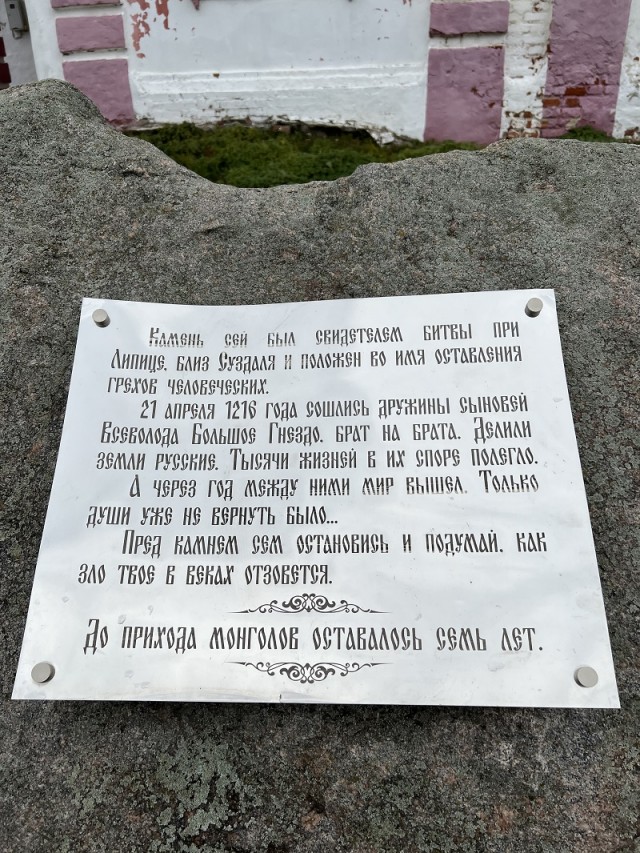 Камень сей был свидетелем битвы при
Липице, близ Суздаля и положен во имя оставления
грехов человеческих.
21 апреля 1216 года сошлись дружины сыновей
Всеволода Большое Гнездо, брат на брата. Делили
земли русские. Тысячи жизней в их споре полегло.
А через год между ними мир вышел. Только
души уже не вернуть было...
Пред камнем сем остановись и подумай, как
зло твое в веках отзовется.
До прихода монголов оставалось семь лет.